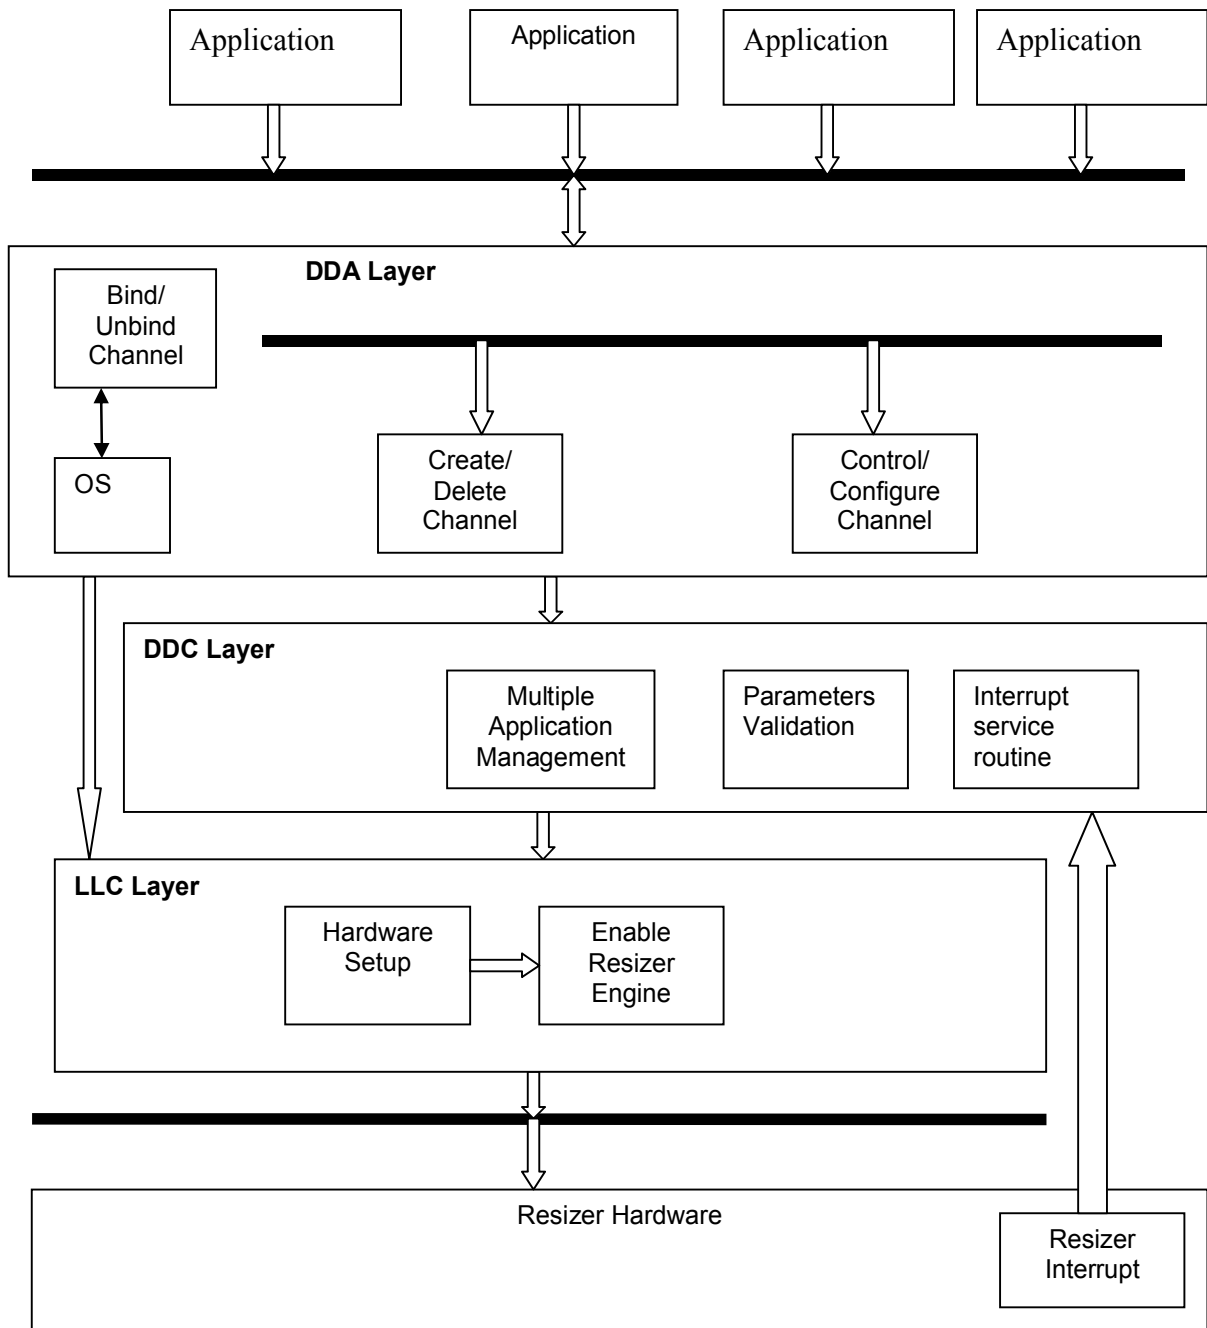 Application
Application
Application
Application
DDA Layer
Bind/
Unbind
Channel
OS
Create/
Delete
Channel
Control/
Configure
Channel
DDC Layer
Multiple
Application
Management
Parameters
Validation
Interrupt
service
routine
LLC Layer
Hardware
Setup
Enable
Resizer
Engine
Resizer Hardware
Resizer
Interrupt